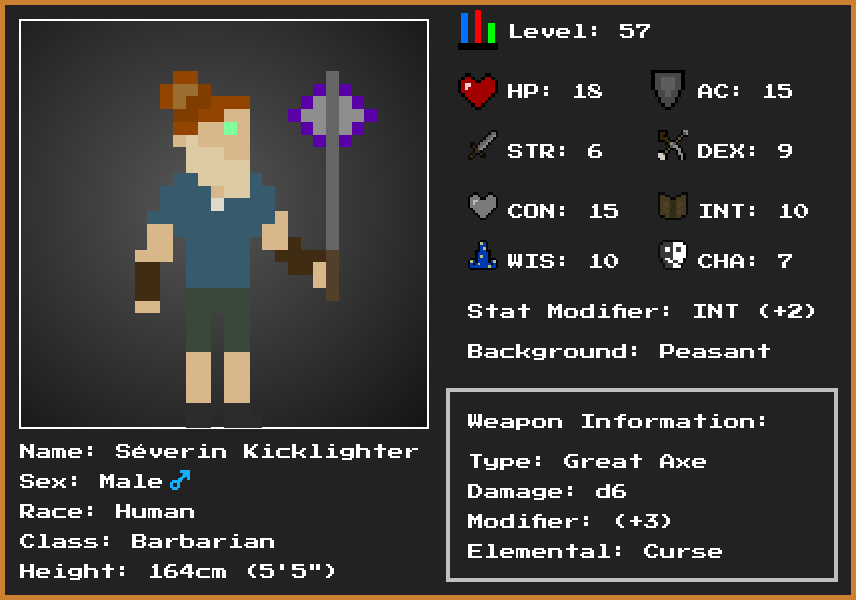 Level: 57
HP: 18
AC: 15
STR: 6
DEX: 9
CON: 15
INT: 10
WIS: 10
CHA: 7
Stat Modifier: INT (+2)
Background: Peasant
Weapon Information:
Type: Great Axe
Damage: d6
Modifier: (+3)
Elemental: Curse
Name: Séverin Kicklighter
Sex: Male♂
Race: Human
Class: Barbarian
Height: 164cm (5'5")